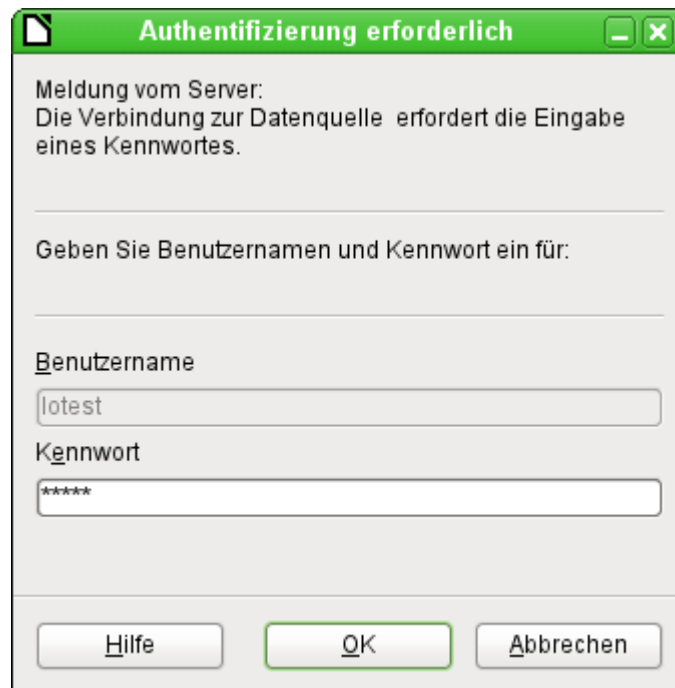 Authentifizierung erforderlich
Meldung vom Server:
Die Verbindung zur Datenquelle  erfordert die Eingabe
eines Kennwortes.
Geben Sie Benutzernamen und Kennwort ein für:
Benutzername
lotest
Kennwort
*****
Hilfe OK Abbrechen